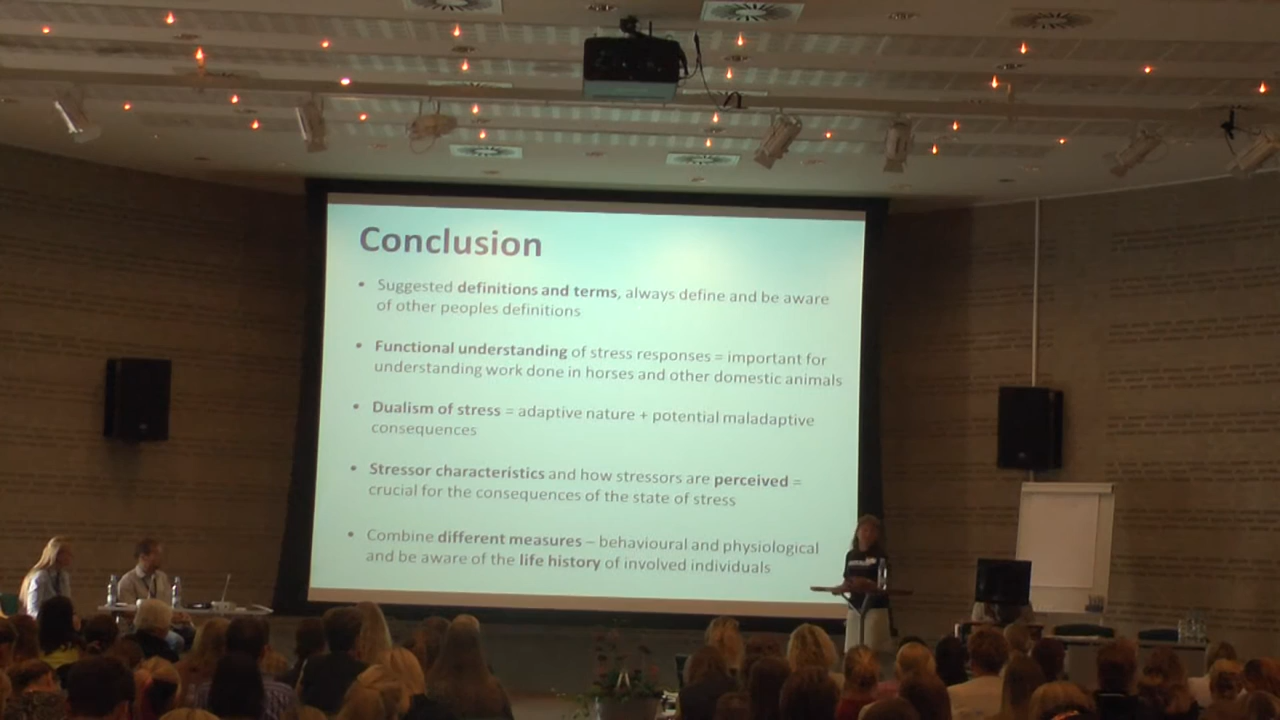 Conclusion
• Suggested definitions and terms, always define and be aware
of other peoples definitions
• Functional understanding of stress responses = important for
understanding work done in horses and other domestic animals
• Dualism of stress = adaptive nature + potential maladaptive
consequences
• Stressor characteristics and how stressors are perceived =
crucial for the consequences of the state of stress
• Combine different measures – behavioural and physiological
and be aware of the life history of involved individuals